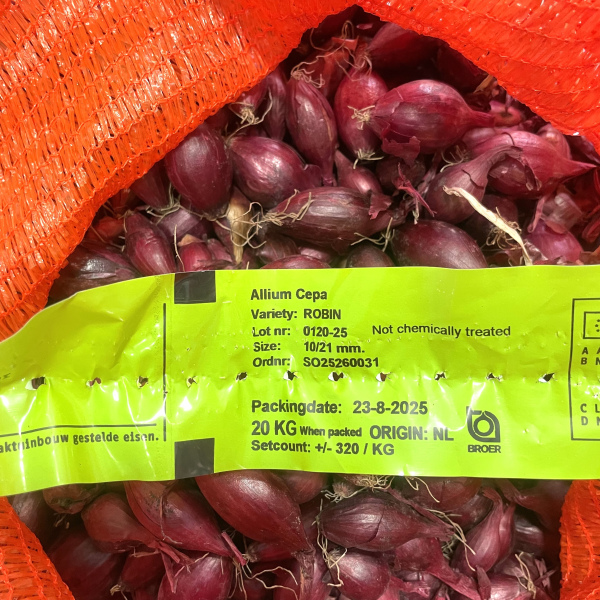 Allium Cepa
Variety: ROBIN
Lot nr: 0120-25 Not chemically treated
Size: 10/21 mm.
Ordnr: SO25260031
Packingdate: 23-8-2025
20 KG When packed ORIGIN: NL
Setcount: +/- 320 / KG
BROER
aktuinbouw gestelde eisen.
A A
B N
C L
D N